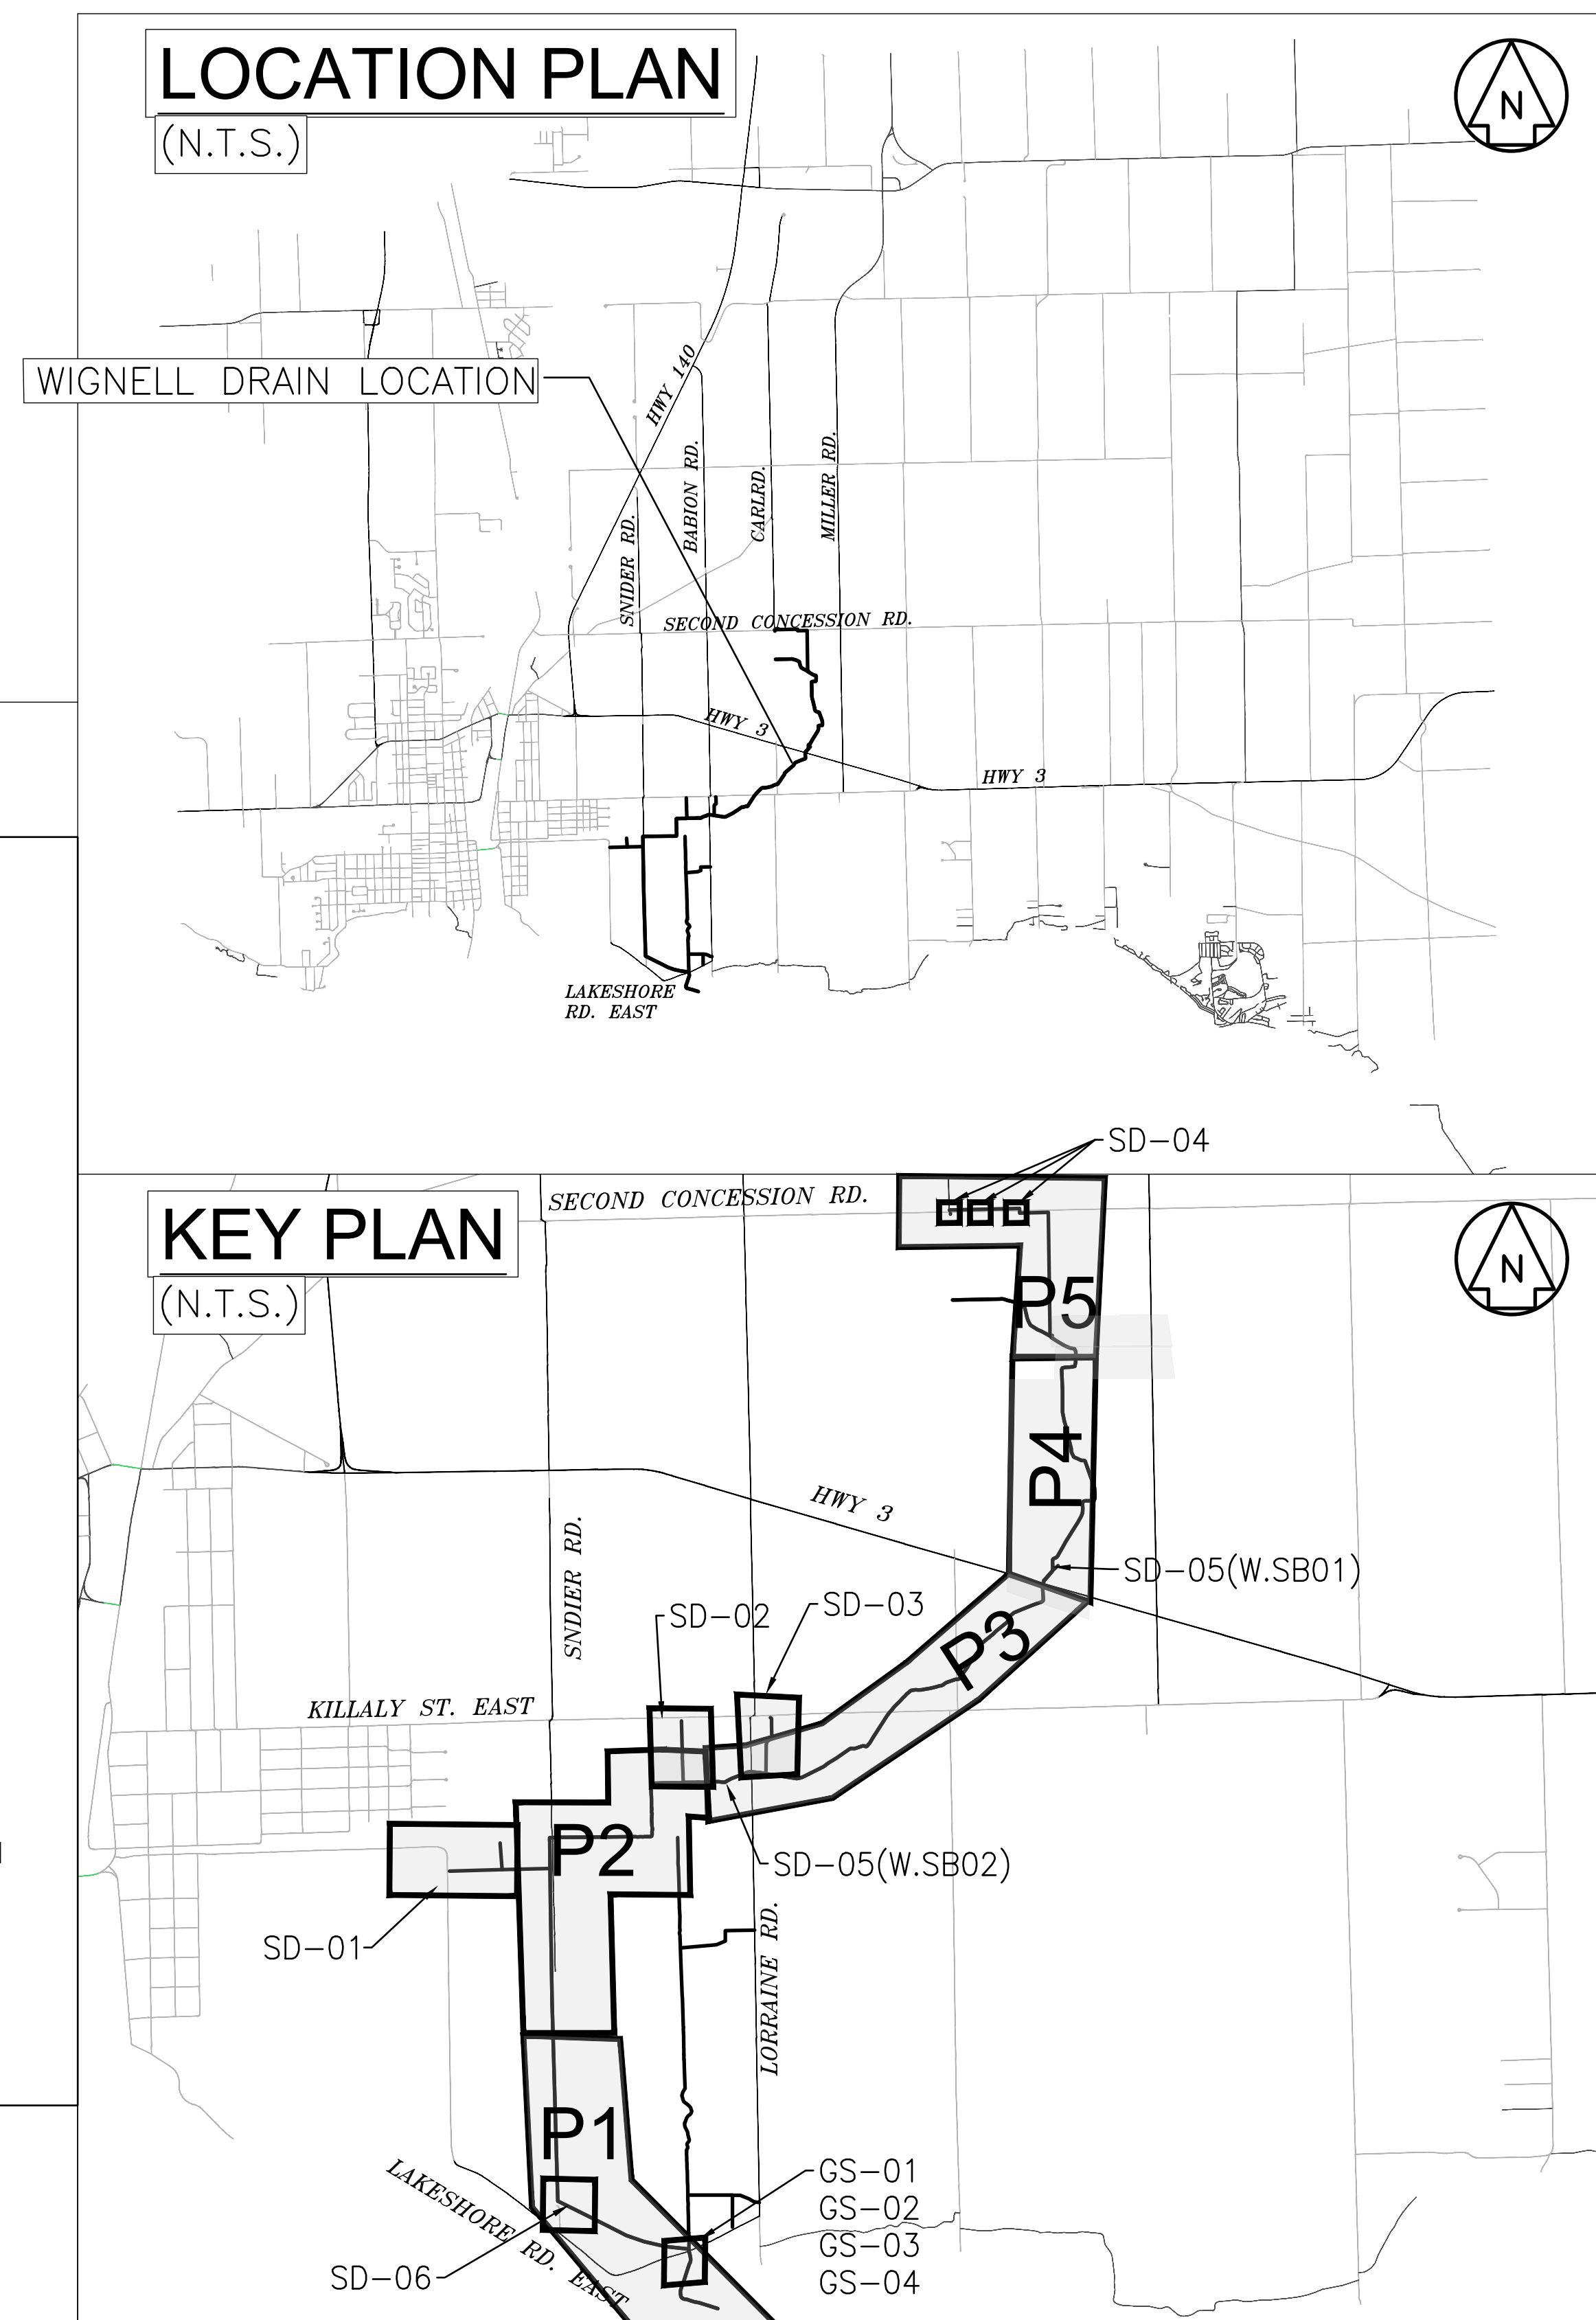 LOCATION PLAN
(N.T.S.)
N
WIGNELL DRAIN LOCATION
HWY 140
BABION RD.
CARLRD.
MILLER RD.
SNIDER RD.
SECOND CONCESSION RD.
HWY 3
HWY 3
LAKESHORE
RD. EAST
SD-04
KEY PLAN
(N.T.S.)
SECOND CONCESSION RD.
N
P5
P4
HWY 3
SNDIER RD.
SD-05(W.SB01)
SD-02
SD-03
P3
KILLALY ST. EAST
P2
SD-05(W.SB02)
SD-01
LORRAINE RD.
P1
LAKESHORE RD. EAST
GS-01
GS-02
GS-03
GS-04
SD-06